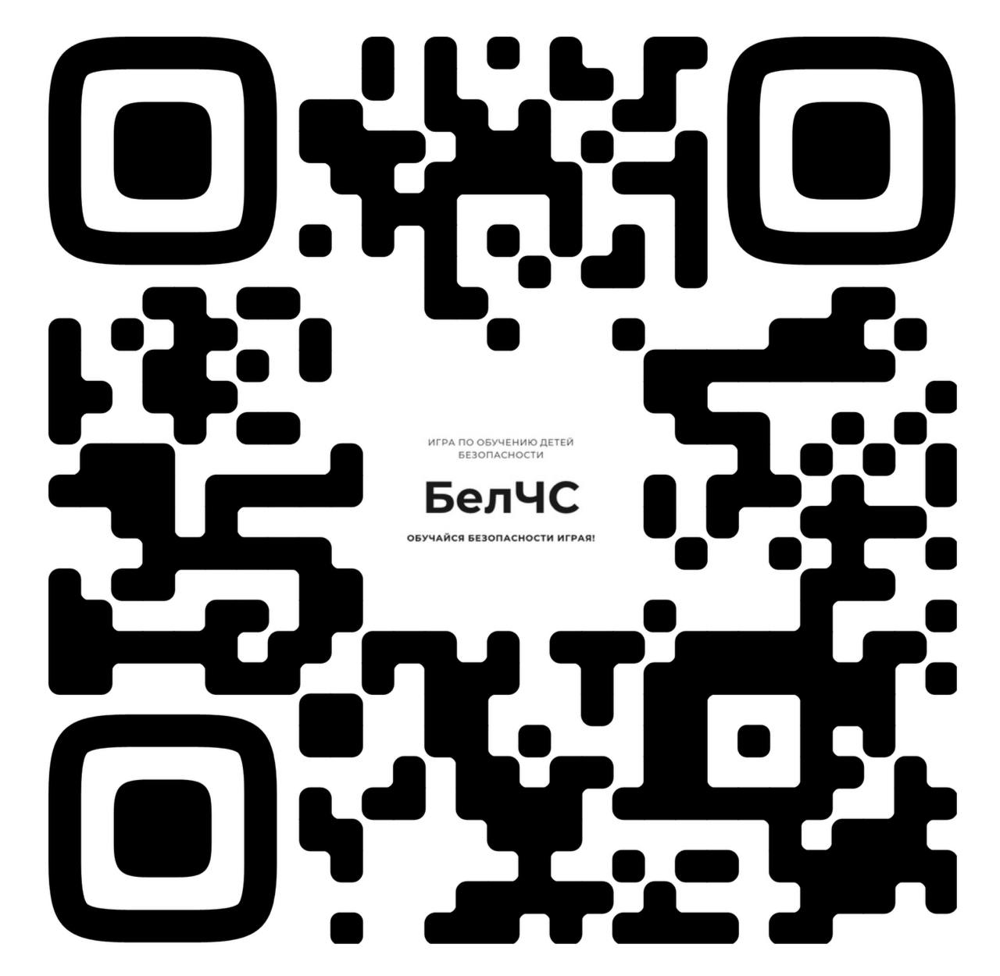 ИГРА ПО ОБУЧЕНИЮ ДЕТЕЙ
БЕЗОПАСНОСТИ
БелЧС
ОБУЧАЙСЯ БЕЗОПАСНОСТИ ИГРАЯ!